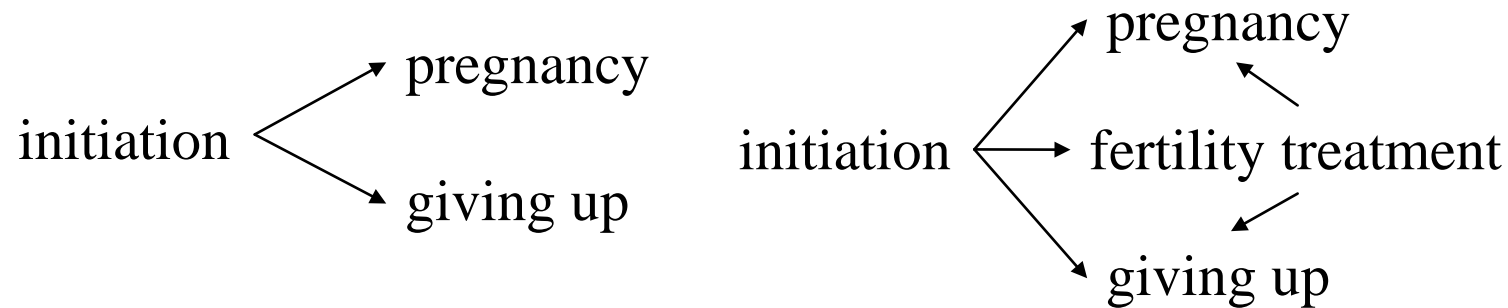 pregnancy
initiation
giving up
pregnancy
initiation
fertility treatment
giving up